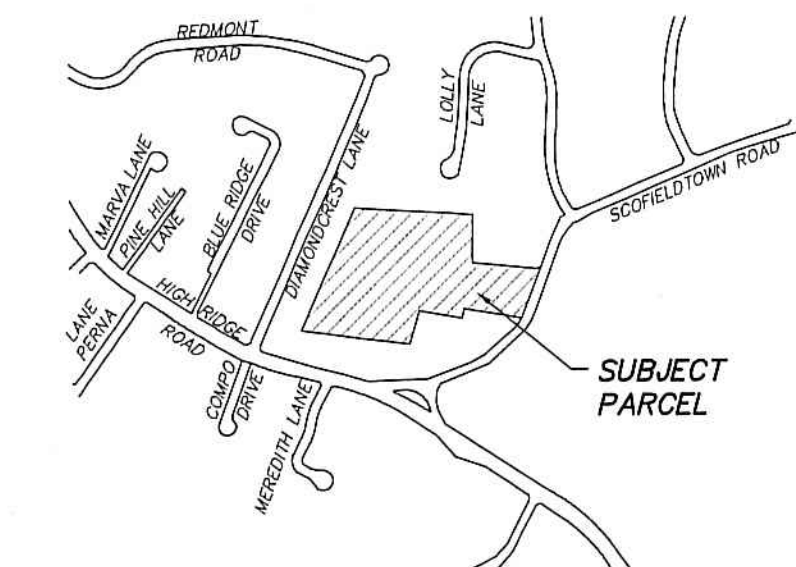 REDMONT
ROAD
LOLLY
LANE
MARVA LANE
PINE HILL
LANE
BLUE RIDGE
DRIVE
DIAMONDCREST LANE
SCOFIELDTOWN ROAD
HIGH RIDGE
ROAD
LANE
PERNA
COMPO
DRIVE
MEREDITH LANE
SUBJECT
PARCEL